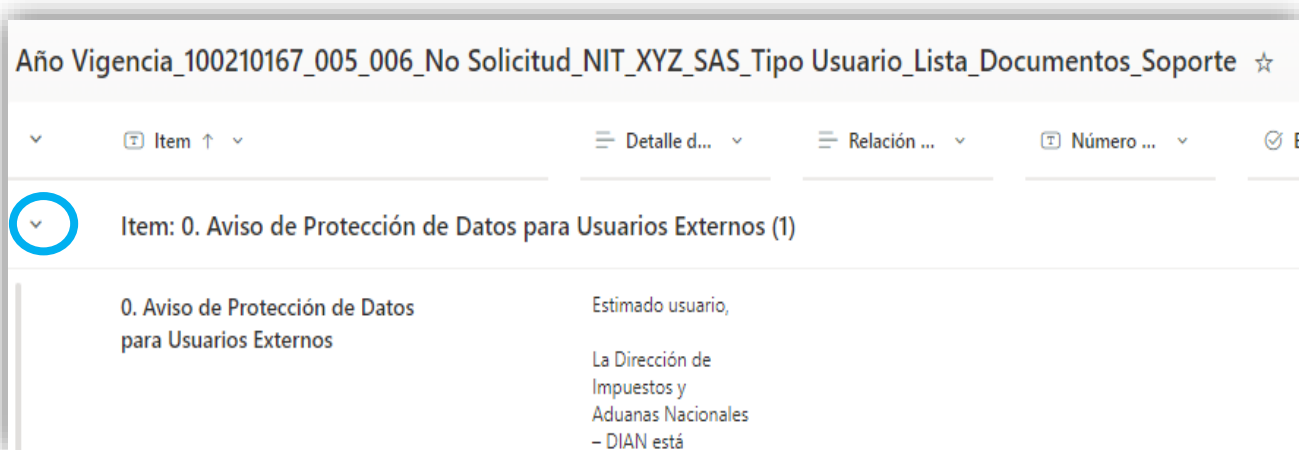 Año Vigencia_100210167_005_006_No Solicitud_NIT_XYZ_SAS_Tipo Usuario_Lista_Documentos_Soporte
Item Detalle d... Relación ... Número ... E
Item: 0. Aviso de Protección de Datos para Usuarios Externos (1)
0. Aviso de Protección de Datos
para Usuarios Externos
Estimado usuario,
La Dirección de
Impuestos y
Aduanas Nacionales
– DIAN está